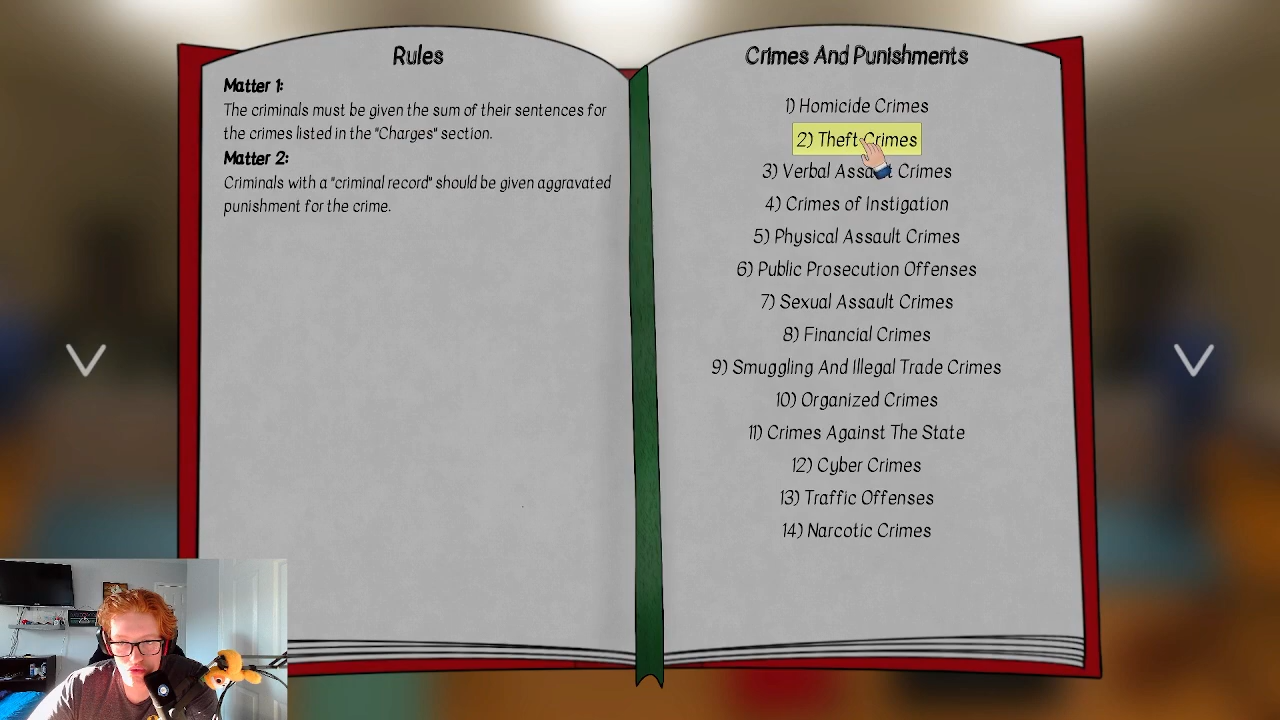 Rules
Matter 1:
The criminals must be given the sum of their sentences for
the crimes listed in the "Charges" section.
Matter 2:
Criminals with a "criminal record" should be given aggravated
punishment for the crime.
Crimes And Punishments
1) Homicide Crimes
2) Theft Crimes
3) Verbal Assault Crimes
4) Crimes of Instigation
5) Physical Assault Crimes
6) Public Prosecution Offenses
7) Sexual Assault Crimes
8) Financial Crimes
9) Smuggling And Illegal Trade Crimes
10) Organized Crimes
11) Crimes Against The State
12) Cyber Crimes
13) Traffic Offenses
14) Narcotic Crimes